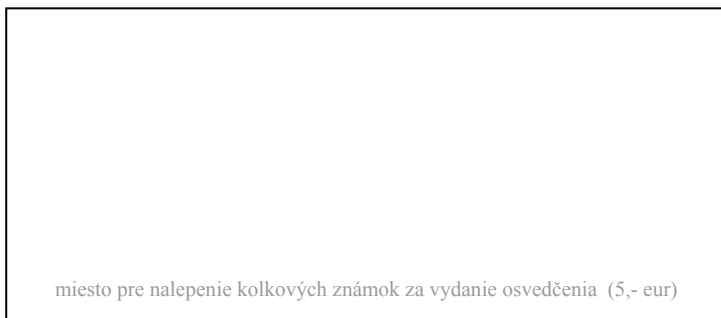 miesto pre nalepenie kolkových známok za vydanie osvedčenia  (5,- eur)